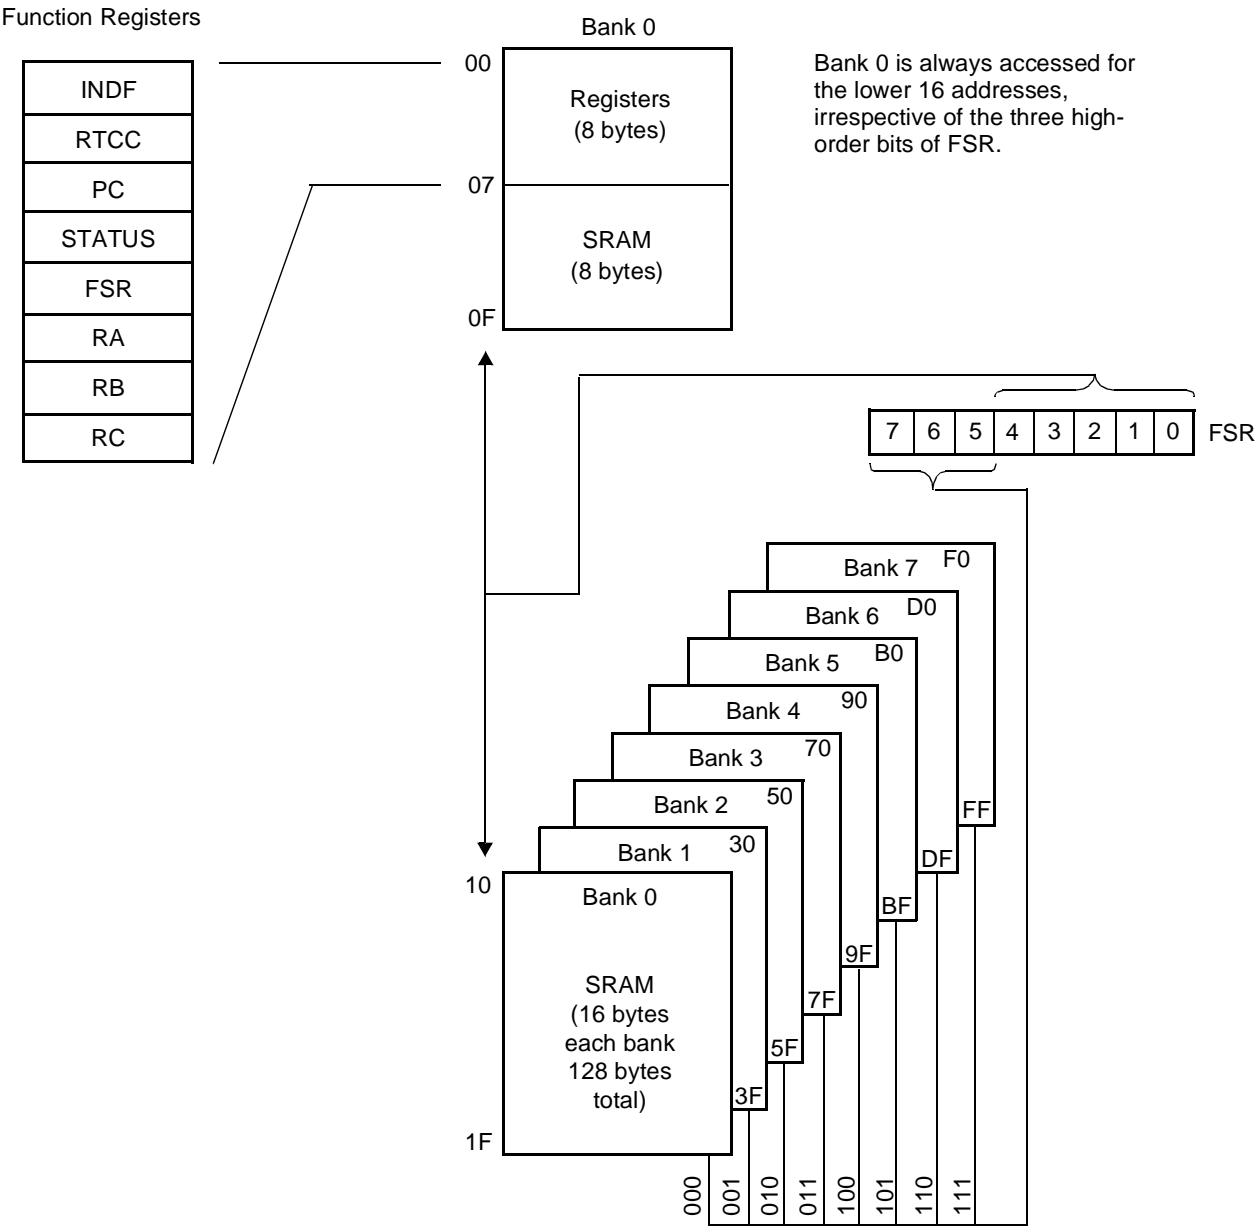 Function Registers
INDF
RTCC
PC
STATUS
FSR
RA
RB
RC
Bank 0
00
Registers
(8 bytes)
07
SRAM
(8 bytes)
0F
Bank 0 is always accessed for
the lower 16 addresses,
irrespective of the three high-
order bits of FSR.
7 6 5 4 3 2 1 0 FSR
Bank 7 F0
Bank 6 D0
Bank 5 B0
Bank 4 90
Bank 3 70
Bank 2 50
Bank 1 30
10
Bank 0
SRAM
(16 bytes
each bank
128 bytes
total)
1F
3F
5F
7F
9F
BF
DF
FF
000
001
010
011
100
101
110
111